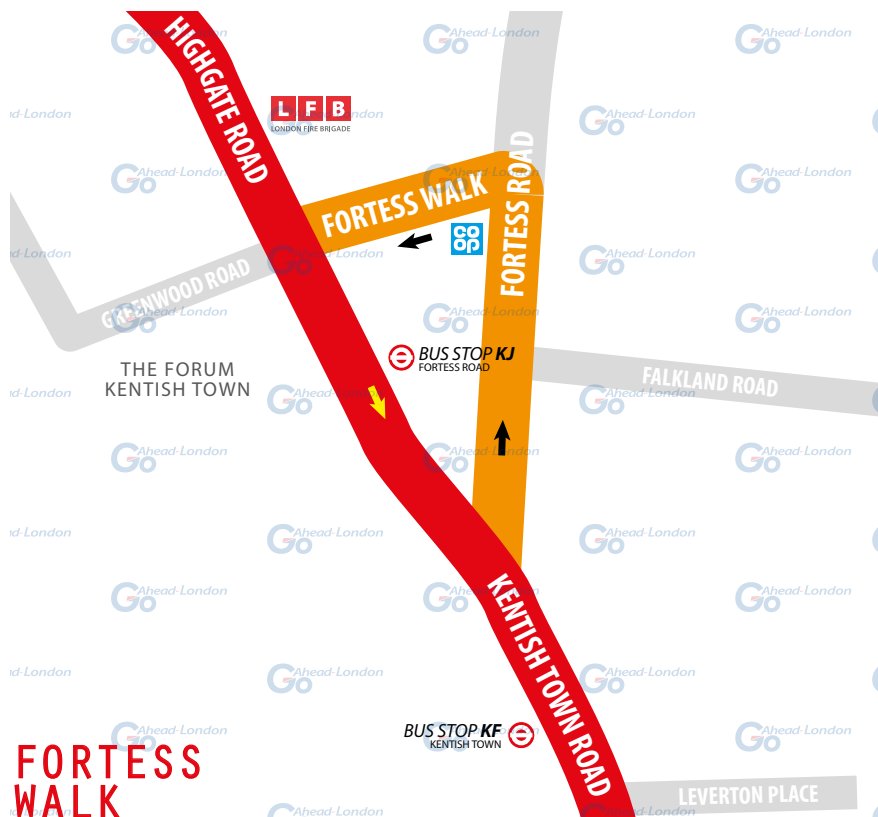 HIGHGATE ROAD
LFB
LONDON FIRE BRIGADE
FORTESS WALK
FORTESS ROAD
CO
OP
GREENWOOD ROAD
BUS STOP KJ
FORTESS ROAD
THE FORUM
KENTISH TOWN
FALKLAND ROAD
KENTISH TOWN ROAD
BUS STOP KF
KENTISH TOWN
LEVERTON PLACE
FORTESS
WALK
Go Ahead-London